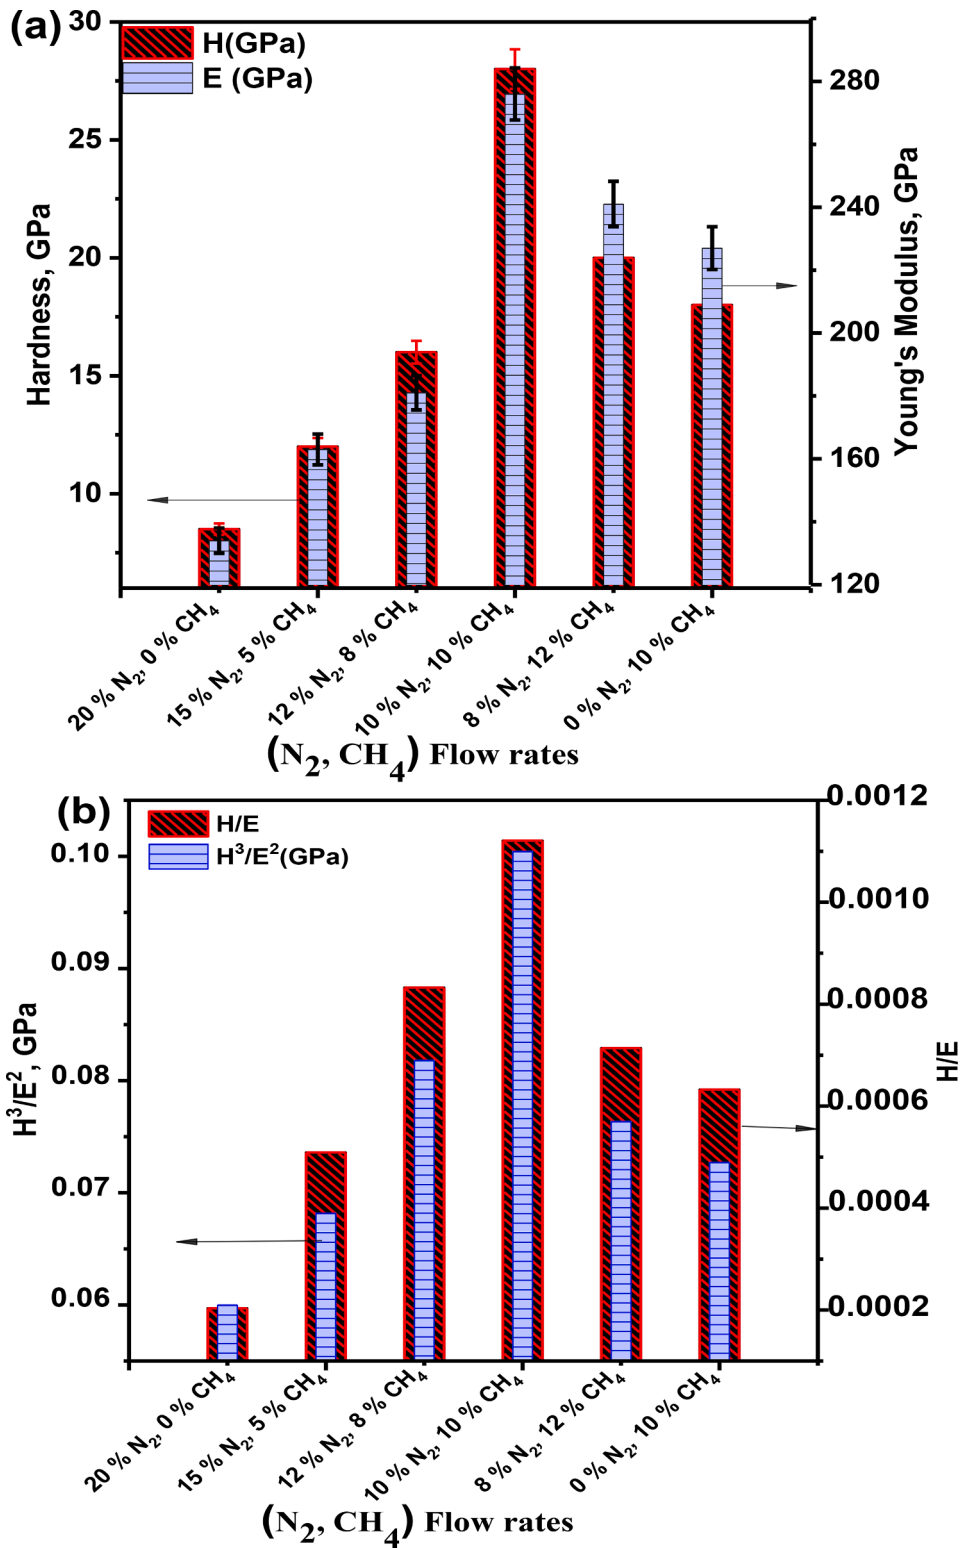 (a)
H(GPa)
E (GPa)
30
25
20
15
10
Hardness, GPa
280
240
200
160
120
Young's Modulus, GPa
20 % N₂, 0 % CH₄
15 % N₂, 5 % CH₄
12 % N₂, 8 % CH₄
10 % N₂, 10 % CH₄
8 % N₂, 12 % CH₄
0 % N₂, 10 % CH₄
(N₂, CH₄) Flow rates
(b)
H/E
H³/E²(GPa)
0.10
0.09
0.08
0.07
0.06
H³/E², GPa
0.0012
0.0010
0.0008
0.0006
0.0004
0.0002
H/E
20 % N₂, 0 % CH₄
15 % N₂, 5 % CH₄
12 % N₂, 8 % CH₄
10 % N₂, 10 % CH₄
8 % N₂, 12 % CH₄
0 % N₂, 10 % CH₄
(N₂, CH₄) Flow rates